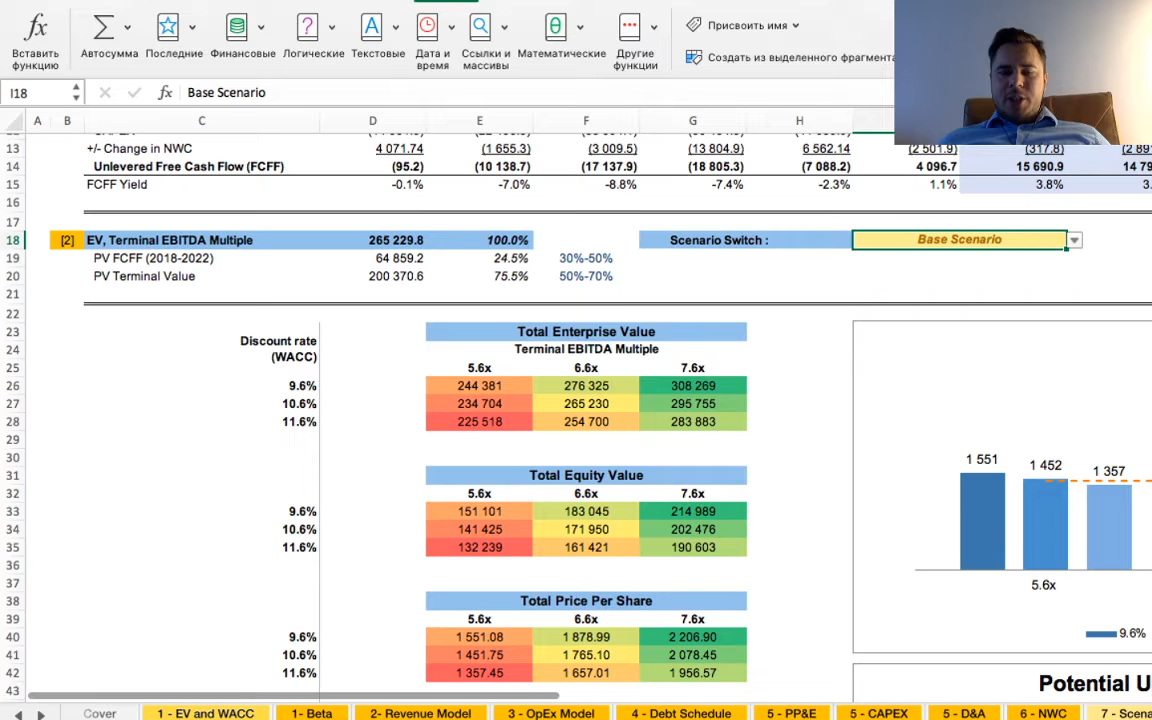 Вставить функцию
Автосумма
Последние
Финансовые
Логические
Текстовые
Дата и время
Ссылки и массивы
Математические
Другие функции
Присвоить имя
Создать из выделенного фрагмента
I18 fx Base Scenario
A B C D E F G H
13 +/- Change in NWC 4 071.74 (1 655.3) (3 009.5) (13 804.9) 6 562.14 (2 501.9) (317.8) (2 89
14 Unlevered Free Cash Flow (FCFF) (95.2) (10 138.7) (17 137.9) (18 805.3) (7 088.2) 4 096.7 15 690.9 14 79
15 FCFF Yield -0.1% -7.0% -8.8% -7.4% -2.3% 1.1% 3.8% 3.
16
17
18 [2] EV, Terminal EBITDA Multiple 265 229.8 100.0% Scenario Switch : Base Scenario
19 PV FCFF (2018-2022) 64 859.2 24.5% 30%-50%
20 PV Terminal Value 200 370.6 75.5% 50%-70%
21
22
23 Total Enterprise Value
24 Discount rate (WACC) Terminal EBITDA Multiple
25 5.6x 6.6x 7.6x
26 9.6% 244 381 276 325 308 269
27 10.6% 234 704 265 230 295 755
28 11.6% 225 518 254 700 283 883
29
30
31 Total Equity Value
32 5.6x 6.6x 7.6x
33 9.6% 151 101 183 045 214 989
34 10.6% 141 425 171 950 202 476
35 11.6% 132 239 161 421 190 603
36
37
38 Total Price Per Share
39 5.6x 6.6x 7.6x
40 9.6% 1 551.08 1 878.99 2 206.90
41 10.6% 1 451.75 1 765.10 2 078.45
42 11.6% 1 357.45 1 657.01 1 956.57
43
1 551 1 452 1 357
5.6x
9.6%
Potential U
Cover 1 - EV and WACC 1- Beta 2- Revenue Model 3 - OpEx Model 4 - Debt Schedule 5 - PP&E 5 - CAPEX 5 - D&A 6 - NWC 7 - Scena